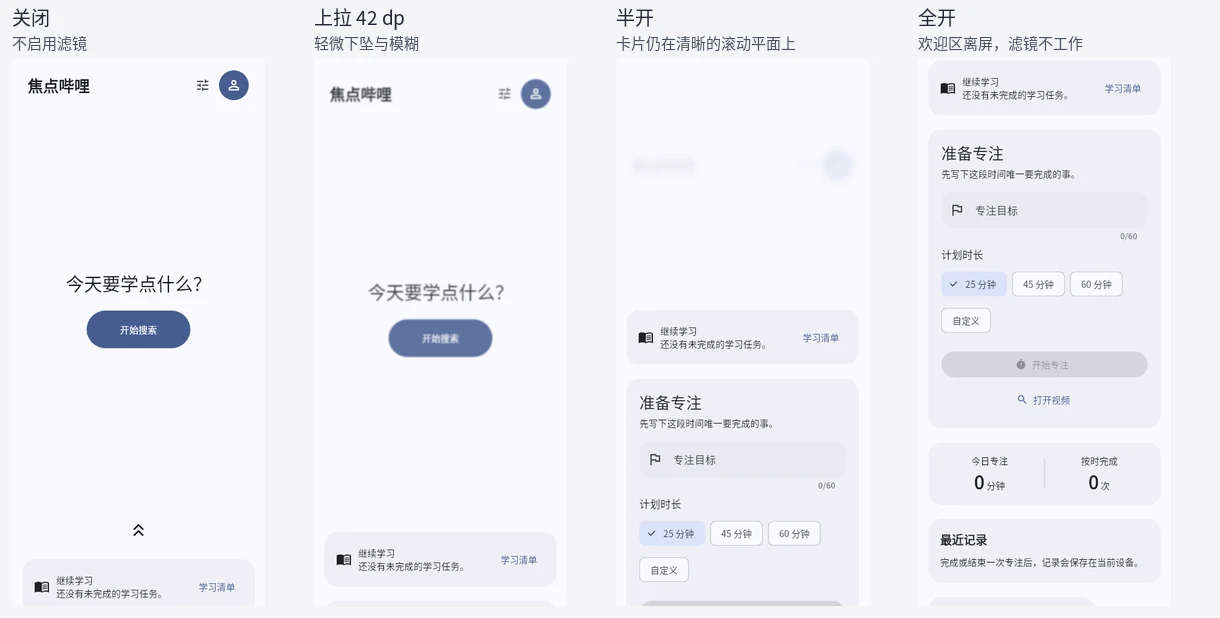 关闭
不启用滤镜
焦点哔哩
今天要学点什么？
开始搜索
继续学习
还没有未完成的学习任务。
学习清单
上拉 42 dp
轻微下坠与模糊
焦点哔哩
今天要学点什么？
开始搜索
继续学习
还没有未完成的学习任务。
学习清单
半开
卡片仍在清晰的滚动平面上
继续学习
还没有未完成的学习任务。
学习清单
准备专注
先写下这段时间唯一要完成的事。
专注目标
0/60
计划时长
25 分钟
45 分钟
60 分钟
自定义
全开
欢迎区离屏，滤镜不工作
继续学习
还没有未完成的学习任务。
学习清单
准备专注
先写下这段时间唯一要完成的事。
专注目标
0/60
计划时长
25 分钟
45 分钟
60 分钟
自定义
开始专注
打开视频
今日专注
0 分钟
按时完成
0 次
最近记录
完成或结束一次专注后，记录会保存在当前设备。